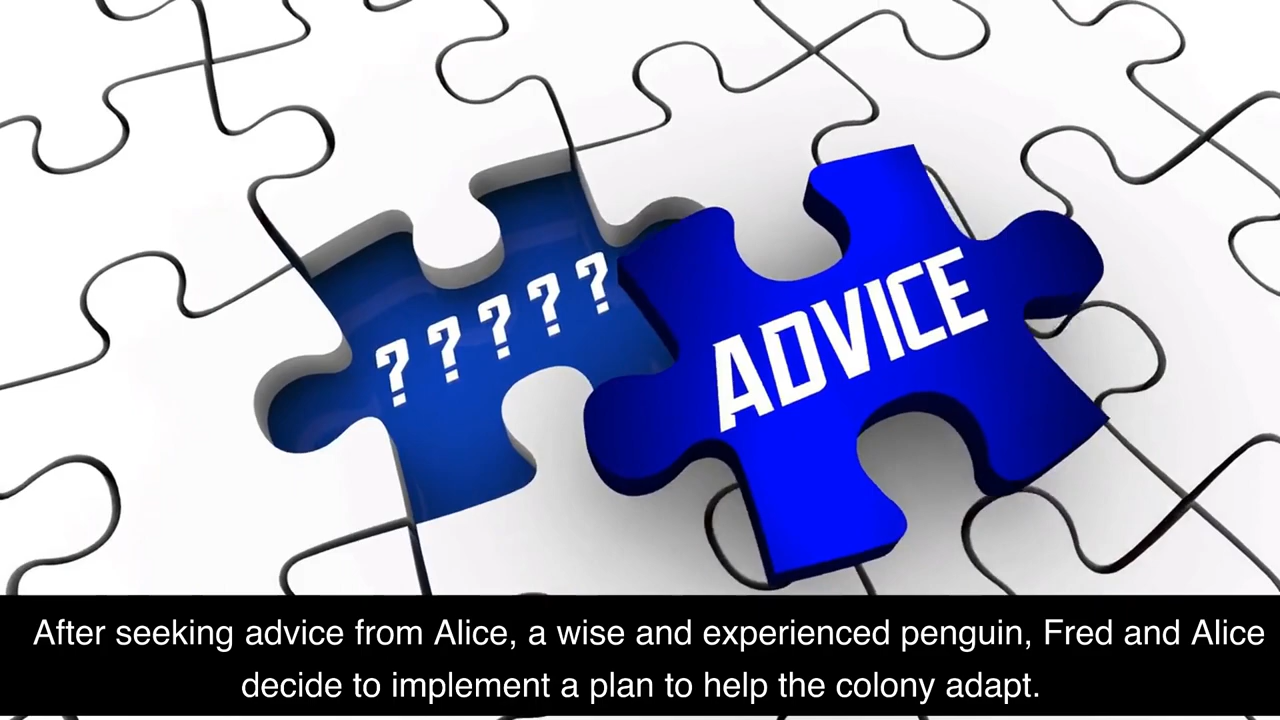 ?????
ADVICE
After seeking advice from Alice, a wise and experienced penguin, Fred and Alice
decide to implement a plan to help the colony adapt.